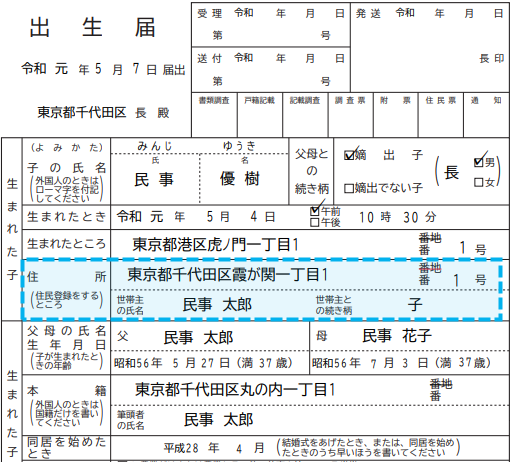 出 生 届
令和 元 年 5 月 7 日 届出
東京都千代田区 長 殿
受 理 令和 年 月 日
第 号
送 付 令和 年 月 日
第 号
発 送 令和 年 月 日
長 印
書類調査 戸籍記載 記載調査 調 査 票 附 票 住 民 票 通 知
生まれた子
(よ み か た) みんじ ゆうき
氏 名
子 の 氏 名 民 事 優 樹
(外国人のときは
ローマ字を付記
してください)
父母と
の
続き柄
☑嫡 出 子
□嫡出でない子
(長 ☑男
□女)
生まれたとき 令和 元 年 5 月 4 日 ☑午前 10 時 30 分
□午後
生まれたところ 東京都港区虎ノ門一丁目1 番地
番 1 号
住 所 東京都千代田区霞が関一丁目1 番地
番 1 号
(住民登録をする
ところ)
世帯主
の氏名 民事 太郎 世帯主と
の続き柄 子
生まれた子
父 母 の 氏 名
生 年 月 日
(子が生まれたと
きの年齢)
父 民事 太郎 母 民事 花子
昭和56年 5 月 27 日(満 37 歳) 昭和56年 7 月 3 日(満 37 歳)
本 籍 東京都千代田区丸の内一丁目1 番地
番
(外国人のときは
国籍だけを書い
てください)
筆頭者
の氏名 民事 太郎
同居を始めた
とき 平成28 年 4 月 (結婚式をあげたとき、または、同居を始め
たときのうち早いほうを書いてください)